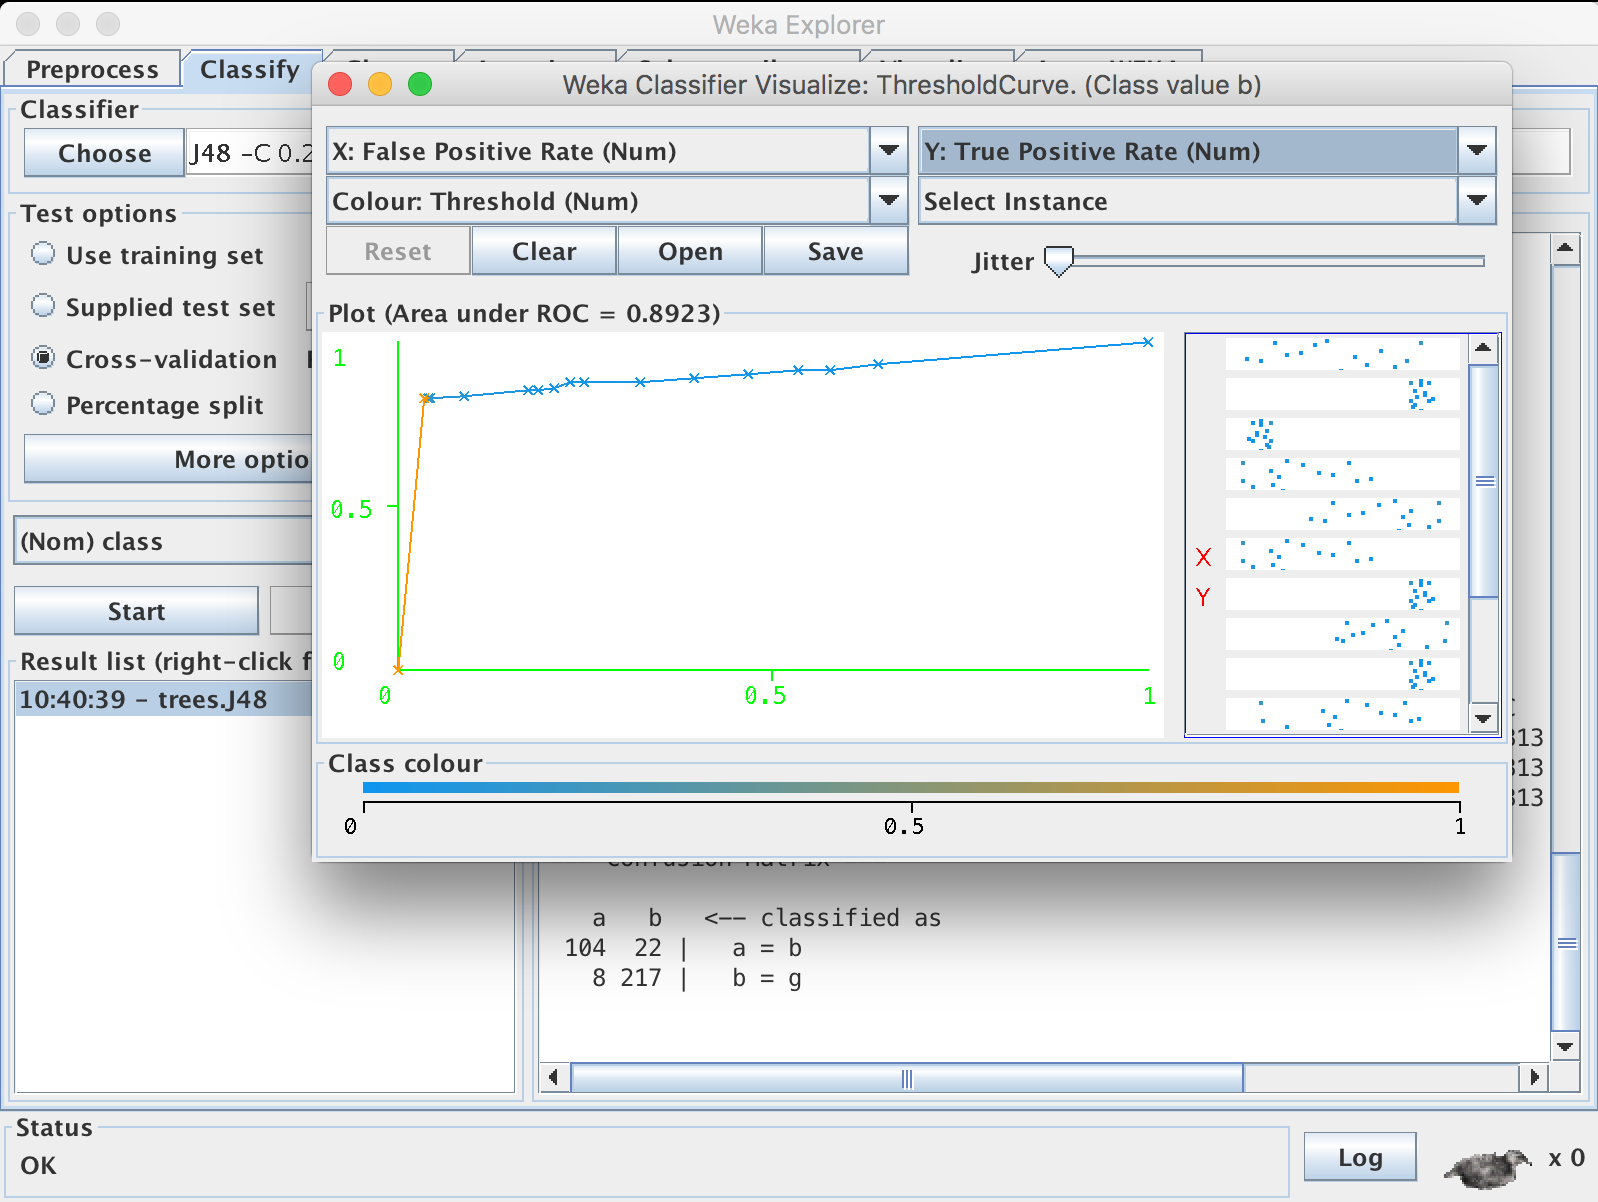 Weka Explorer
Preprocess
Classify
Weka Classifier Visualize: ThresholdCurve. (Class value b)
Classifier
Choose
J48 -C 0.2
X: False Positive Rate (Num)
Y: True Positive Rate (Num)
Colour: Threshold (Num)
Select Instance
Reset
Clear
Open
Save
Jitter
Test options
Use training set
Supplied test set
Cross-validation
Percentage split
More optio
(Nom) class
Start
Result list (right-click f
10:40:39 - trees.J48
Plot (Area under ROC = 0.8923)
1
0.5
0
0
0.5
1
X
Y
Class colour
0
0.5
1
313
313
313
Confusion Matrix
a b <-- classified as
104 22 | a = b
8 217 | b = g
Status
OK
Log
x 0